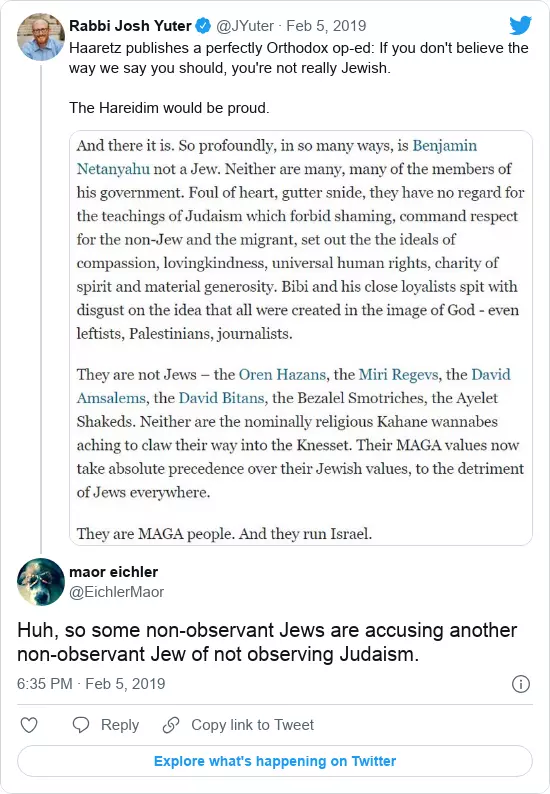 Rabbi Josh Yuter @JYuter · Feb 5, 2019
Haaretz publishes a perfectly Orthodox op-ed: If you don't believe the
way we say you should, you're not really Jewish.
The Hareidim would be proud.
And there it is. So profoundly, in so many ways, is Benjamin
Netanyahu not a Jew. Neither are many, many of the members of
his government. Foul of heart, gutter snide, they have no regard for
the teachings of Judaism which forbid shaming, command respect
for the non-Jew and the migrant, set out the the ideals of
compassion, lovingkindness, universal human rights, charity of
spirit and material generosity. Bibi and his close loyalists spit with
disgust on the idea that all were created in the image of God - even
leftists, Palestinians, journalists.
They are not Jews – the Oren Hazans, the Miri Regevs, the David
Amsalems, the David Bitans, the Bezalel Smotriches, the Ayelet
Shakeds. Neither are the nominally religious Kahane wannabes
aching to claw their way into the Knesset. Their MAGA values now
take absolute precedence over their Jewish values, to the detriment
of Jews everywhere.
They are MAGA people. And they run Israel.
maor eichler
@EichlerMaor
Huh, so some non-observant Jews are accusing another
non-observant Jew of not observing Judaism.
6:35 PM · Feb 5, 2019
Reply
Copy link to Tweet
Explore what's happening on Twitter